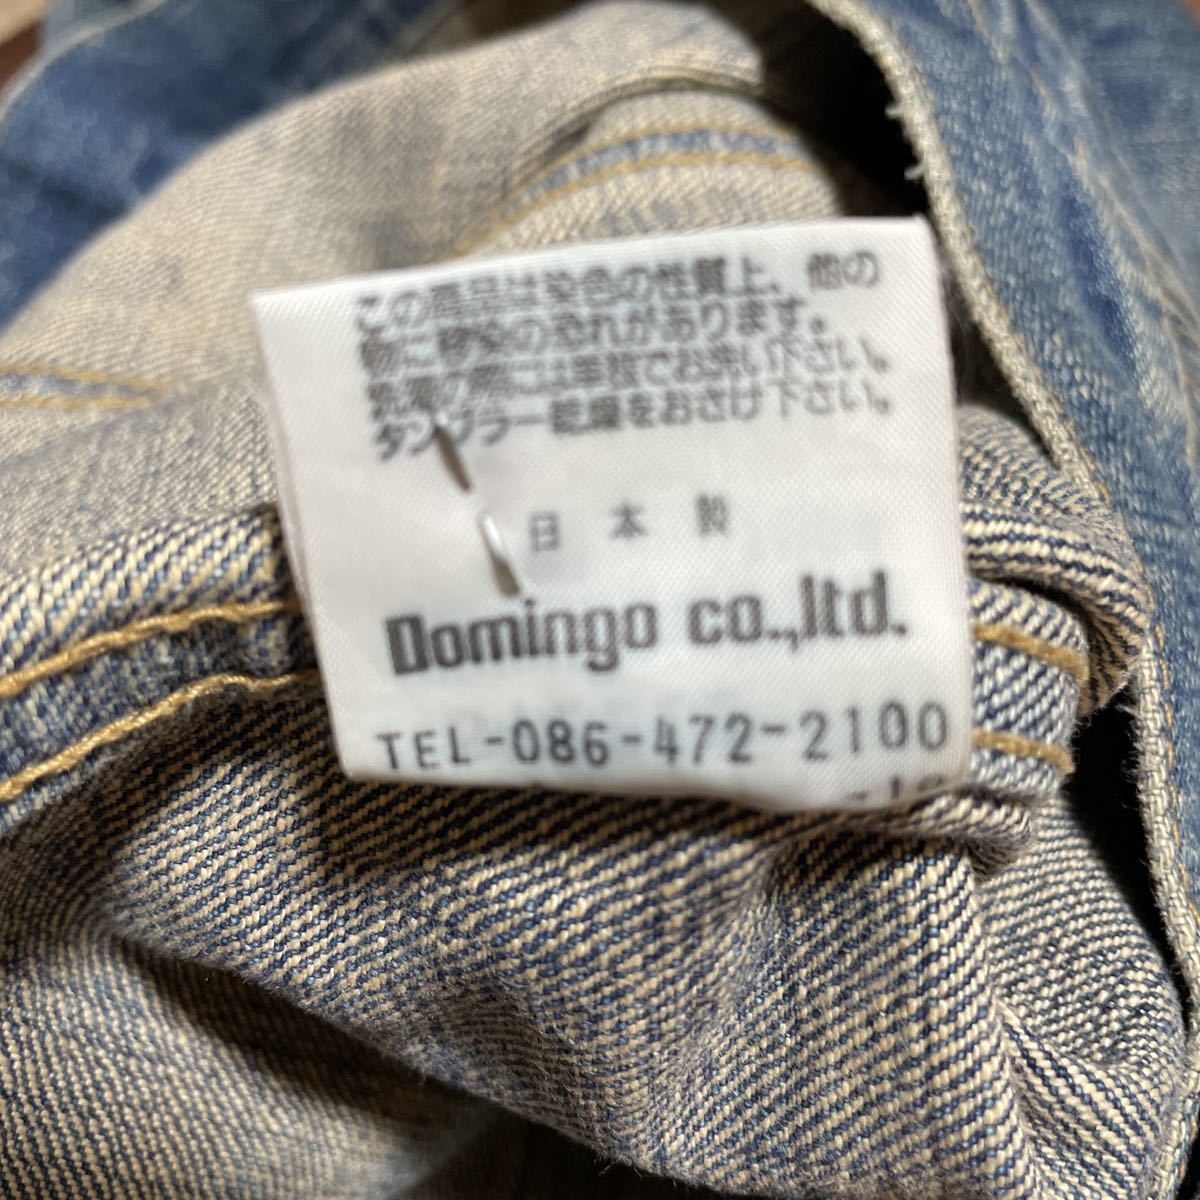 この商品は染色の性質上、他の
物に移染の恐れがあります。
洗濯の際には単独でお洗い下さい。
タンブラー乾燥をおさけ下さい。
日本製
Domingo co.,ltd.
TEL-086-472-2100